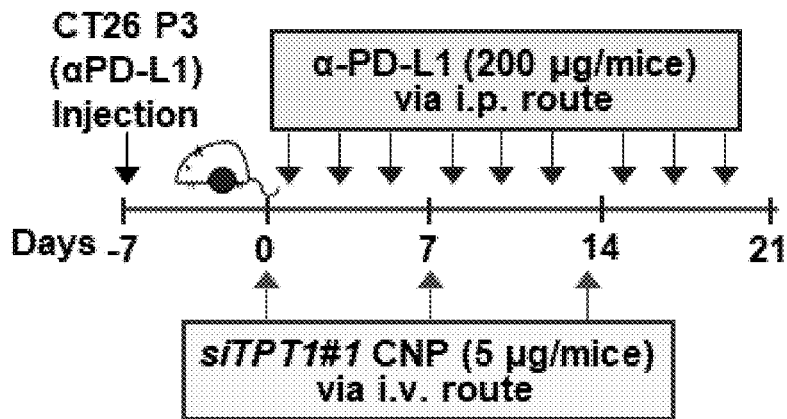 CT26 P3
(αPD-L1)
Injection
α-PD-L1 (200 μg/mice)
via i.p. route
Days -7 0 7 14 21
siTPT1#1 CNP (5 μg/mice)
via i.v. route